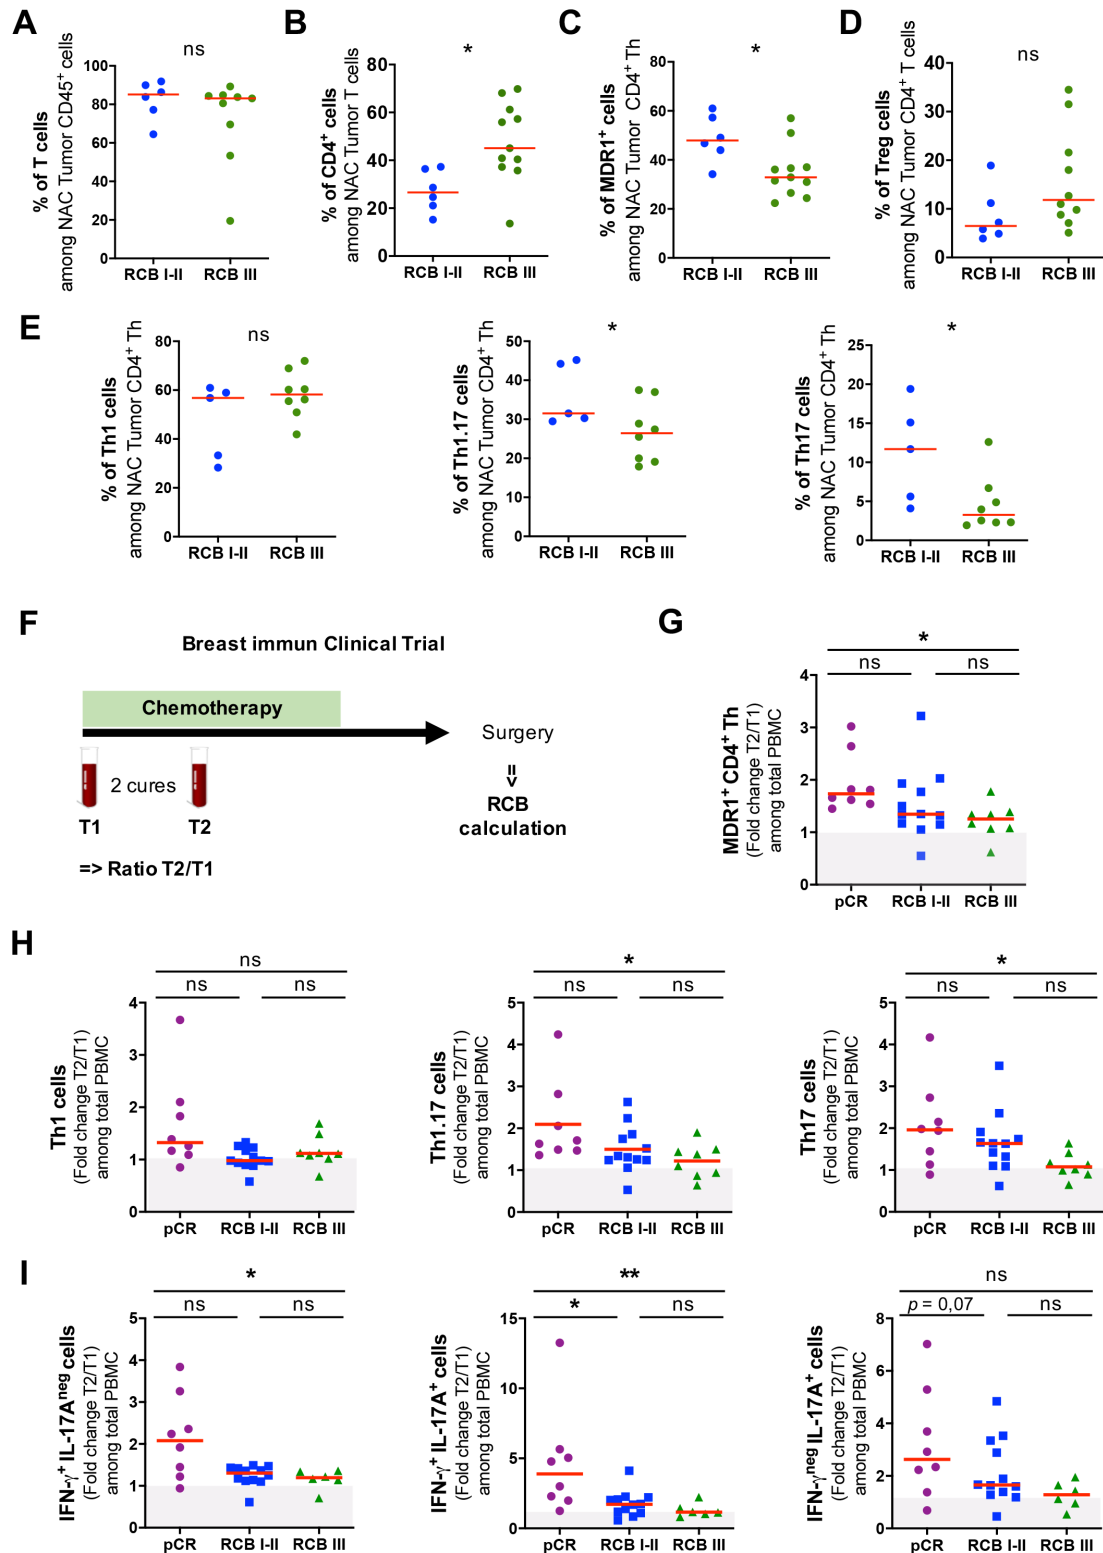 A
ns
% of T cells
among NAC Tumor CD45⁺ cells
100
80
60
40
20
0
RCB I-II
RCB III
B
*
% of CD4⁺ cells
among NAC Tumor T cells
80
60
40
20
0
RCB I-II
RCB III
C
*
% of MDR1⁺ cells
among NAC Tumor CD4⁺ Th
80
60
40
20
0
RCB I-II
RCB III
D
ns
% of Treg cells
among NAC Tumor CD4⁺ T cells
40
30
20
10
0
RCB I-II
RCB III
E
ns
% of Th1 cells
among NAC Tumor CD4⁺ Th
80
60
40
20
0
RCB I-II
RCB III
*
% of Th1.17 cells
among NAC Tumor CD4⁺ Th
50
40
30
20
10
0
RCB I-II
RCB III
*
% of Th17 cells
among NAC Tumor CD4⁺ Th
25
20
15
10
5
0
RCB I-II
RCB III
F
Breast immun Clinical Trial
Chemotherapy
Surgery
2 cures
T1
T2
=> Ratio T2/T1
=>
RCB
calculation
G
*
ns
ns
MDR1⁺ CD4⁺ Th
(Fold change T2/T1)
among total PBMC
4
3
2
1
0
pCR
RCB I-II
RCB III
H
ns
ns
ns
Th1 cells
(Fold change T2/T1)
among total PBMC
4
3
2
1
0
pCR
RCB I-II
RCB III
*
ns
ns
Th1.17 cells
(Fold change T2/T1)
among total PBMC
5
4
3
2
1
0
pCR
RCB I-II
RCB III
*
ns
ns
Th17 cells
(Fold change T2/T1)
among total PBMC
5
4
3
2
1
0
pCR
RCB I-II
RCB III
I
*
ns
ns
IFN-γ⁺ IL-17Aneg cells
(Fold change T2/T1)
among total PBMC
5
4
3
2
1
0
pCR
RCB I-II
RCB III
**
*
ns
IFN-γ⁺ IL-17A⁺ cells
(Fold change T2/T1)
among total PBMC
15
10
5
0
pCR
RCB I-II
RCB III
ns
p = 0,07
ns
IFN-γneg IL-17A⁺ cells
(Fold change T2/T1)
among total PBMC
8
6
4
2
0
pCR
RCB I-II
RCB III